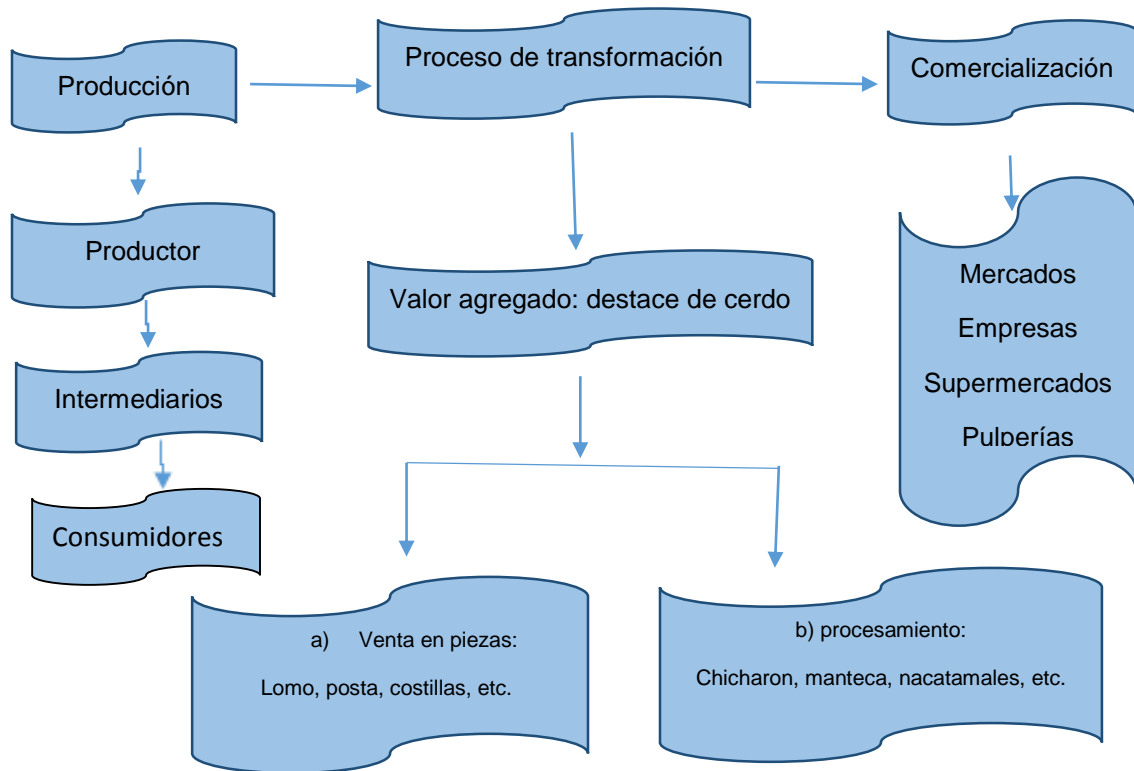 Producción
Proceso de transformación
Comercialización
Productor
Valor agregado: destace de cerdo
Mercados
Empresas
Supermercados
Pulperías
Intermediarios
Consumidores
a) Venta en piezas:
Lomo, posta, costillas, etc.
b) procesamiento:
Chicharon, manteca, nacatamales, etc.